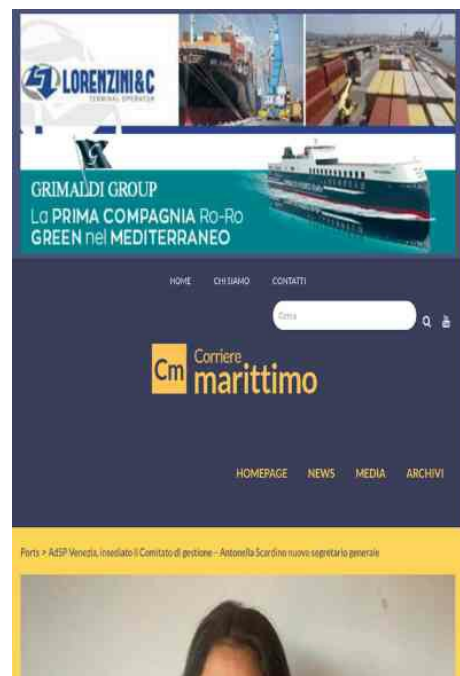 LORENZINI&C
TERMINAL OPERATOR
GRIMALDI GROUP
La PRIMA COMPAGNIA Ro-Ro
GREEN nel MEDITERRANEO
HOME CHI SIAMO CONTATTI
Cerca
Cm Corriere
marittimo
HOMEPAGE NEWS MEDIA ARCHIVI
Ports > AdSP Venezia, insediato il Comitato di gestione – Antonella Scardino nuovo segretario generale